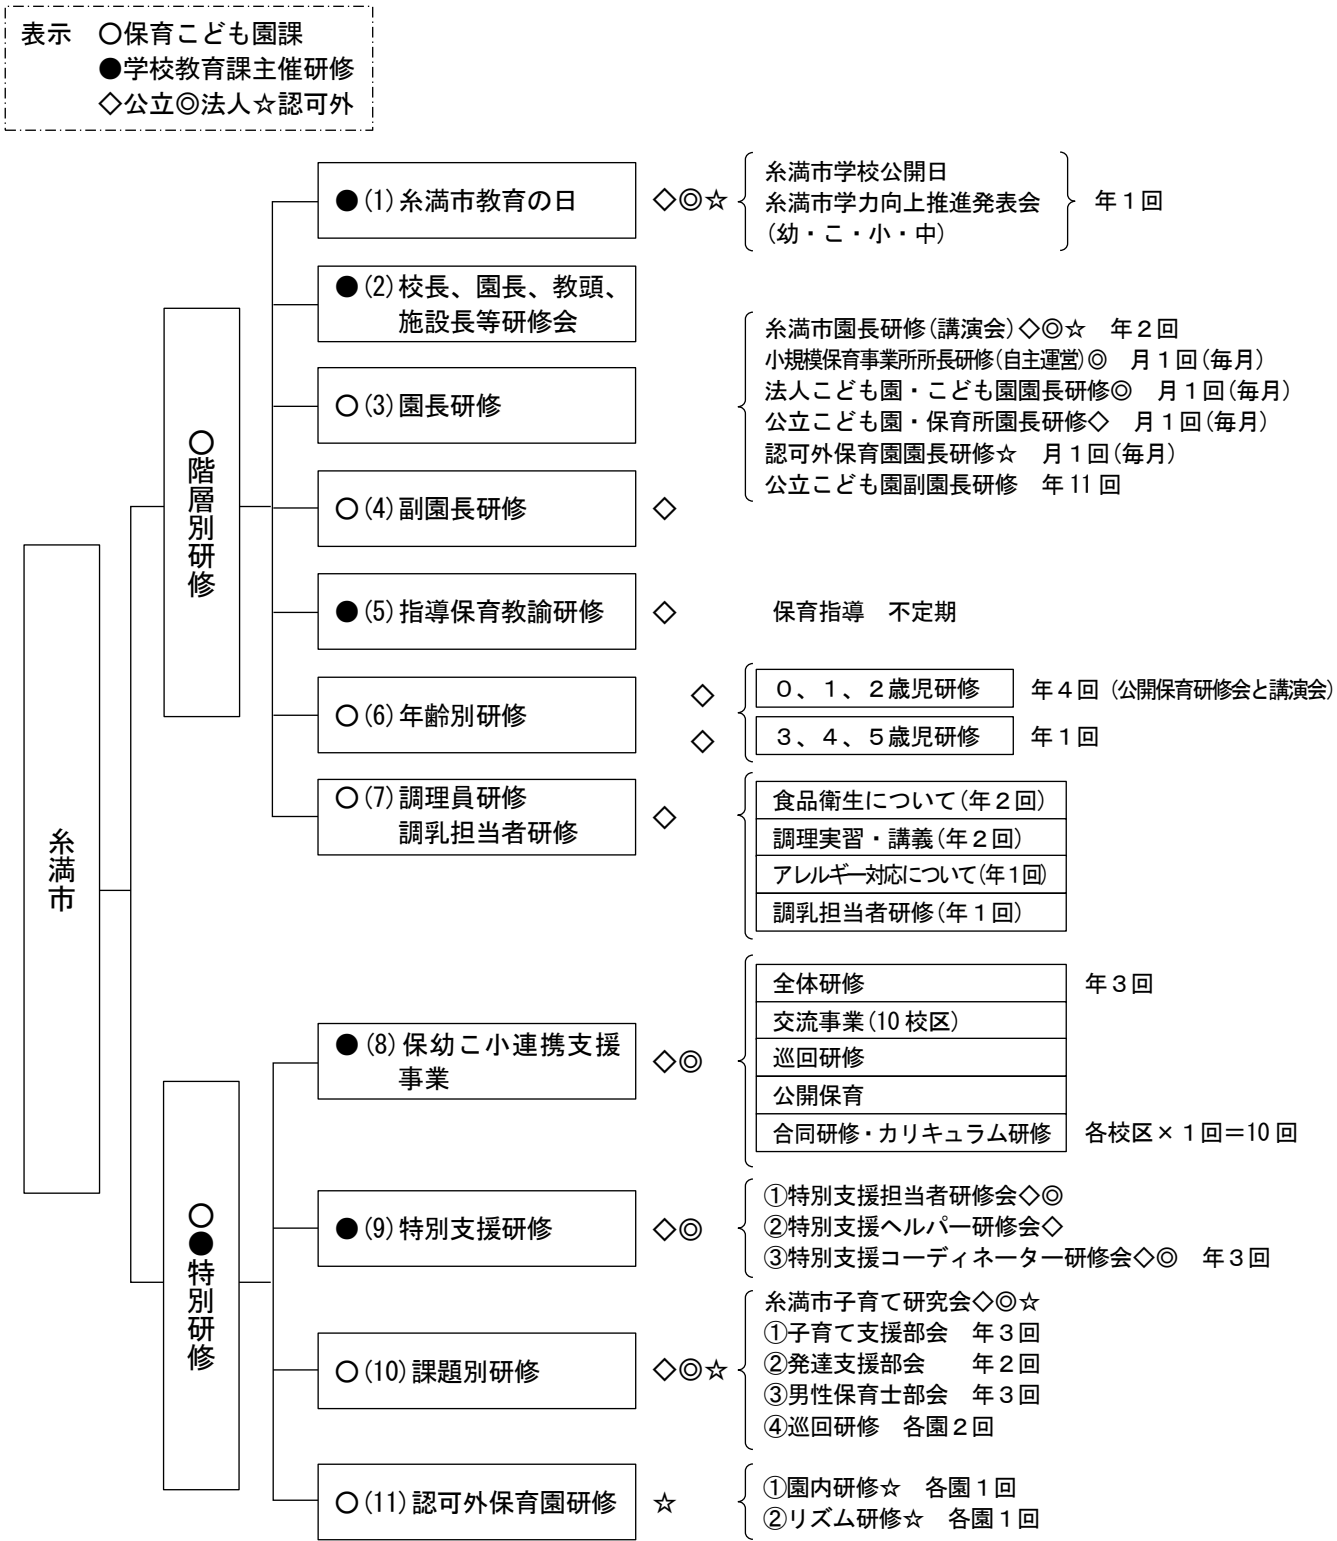 表示　○保育こども園課
●学校教育課主催研修
◇公立◎法人☆認可外
糸満市
○階層別研修
●(1)糸満市教育の日
◇◎☆
糸満市学校公開日
糸満市学力向上推進発表会
(幼・こ・小・中)
年１回
●(2)校長、園長、教頭、
施設長等研修会
○(3)園長研修
糸満市園長研修(講演会)◇◎☆　年２回
小規模保育事業所所長研修(自主運営)◎　月１回(毎月)
法人こども園・こども園園長研修◎　月１回(毎月)
公立こども園・保育所園長研修◇　月１回(毎月)
認可外保育園園長研修☆　月１回(毎月)
公立こども園副園長研修　年11回
○(4)副園長研修
◇
●(5)指導保育教諭研修
◇
保育指導　不定期
○(6)年齢別研修
◇
０、１、２歳児研修
年４回（公開保育研修会と講演会）
◇
３、４、５歳児研修
年１回
○(7)調理員研修
調乳担当者研修
◇
食品衛生について(年２回)
調理実習・講義(年２回)
アレルギー対応について(年１回)
調乳担当者研修(年１回)
○●特別研修
●(8)保幼こ小連携支援
事業
◇◎
全体研修
年３回
交流事業(10校区)
巡回研修
公開保育
合同研修・カリキュラム研修
各校区×１回＝10回
●(9)特別支援研修
◇◎
①特別支援担当者研修会◇◎
②特別支援ヘルパー研修会◇
③特別支援コーディネーター研修会◇◎　年３回
○(10)課題別研修
◇◎☆
糸満市子育て研究会◇◎☆
①子育て支援部会　年３回
②発達支援部会　　年２回
③男性保育士部会　年３回
④巡回研修　各園２回
○(11)認可外保育園研修
☆
①園内研修☆　各園１回
②リズム研修☆　各園１回